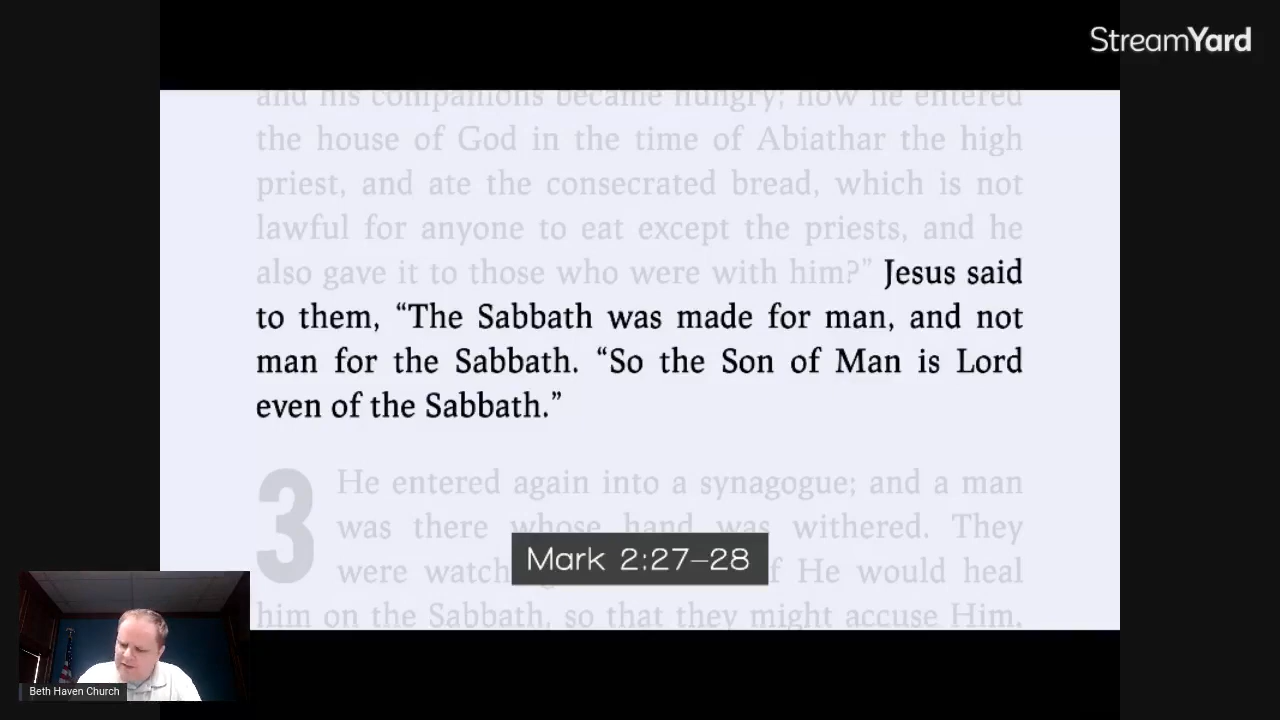 StreamYard
and his companions became hungry; how he entered
the house of God in the time of Abiathar the high
priest, and ate the consecrated bread, which is not
lawful for anyone to eat except the priests, and he
also gave it to those who were with him?” Jesus said
to them, “The Sabbath was made for man, and not
man for the Sabbath. “So the Son of Man is Lord
even of the Sabbath.”
3 He entered again into a synagogue; and a man
was there whose hand was withered. They
were watch f He would heal
Mark 2:27–28
him on the Sabbath, so that they might accuse Him.
Beth Haven Church